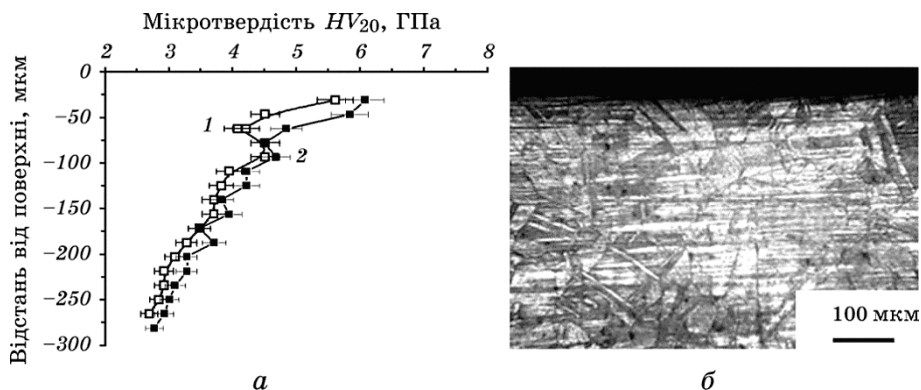 Мікротвердість HV20, ГПа
2 3 4 5 6 7 8
Відстань від поверхні, мкм
0
−50
−100
−150
−200
−250
−300
1
2
100 мкм
а
б